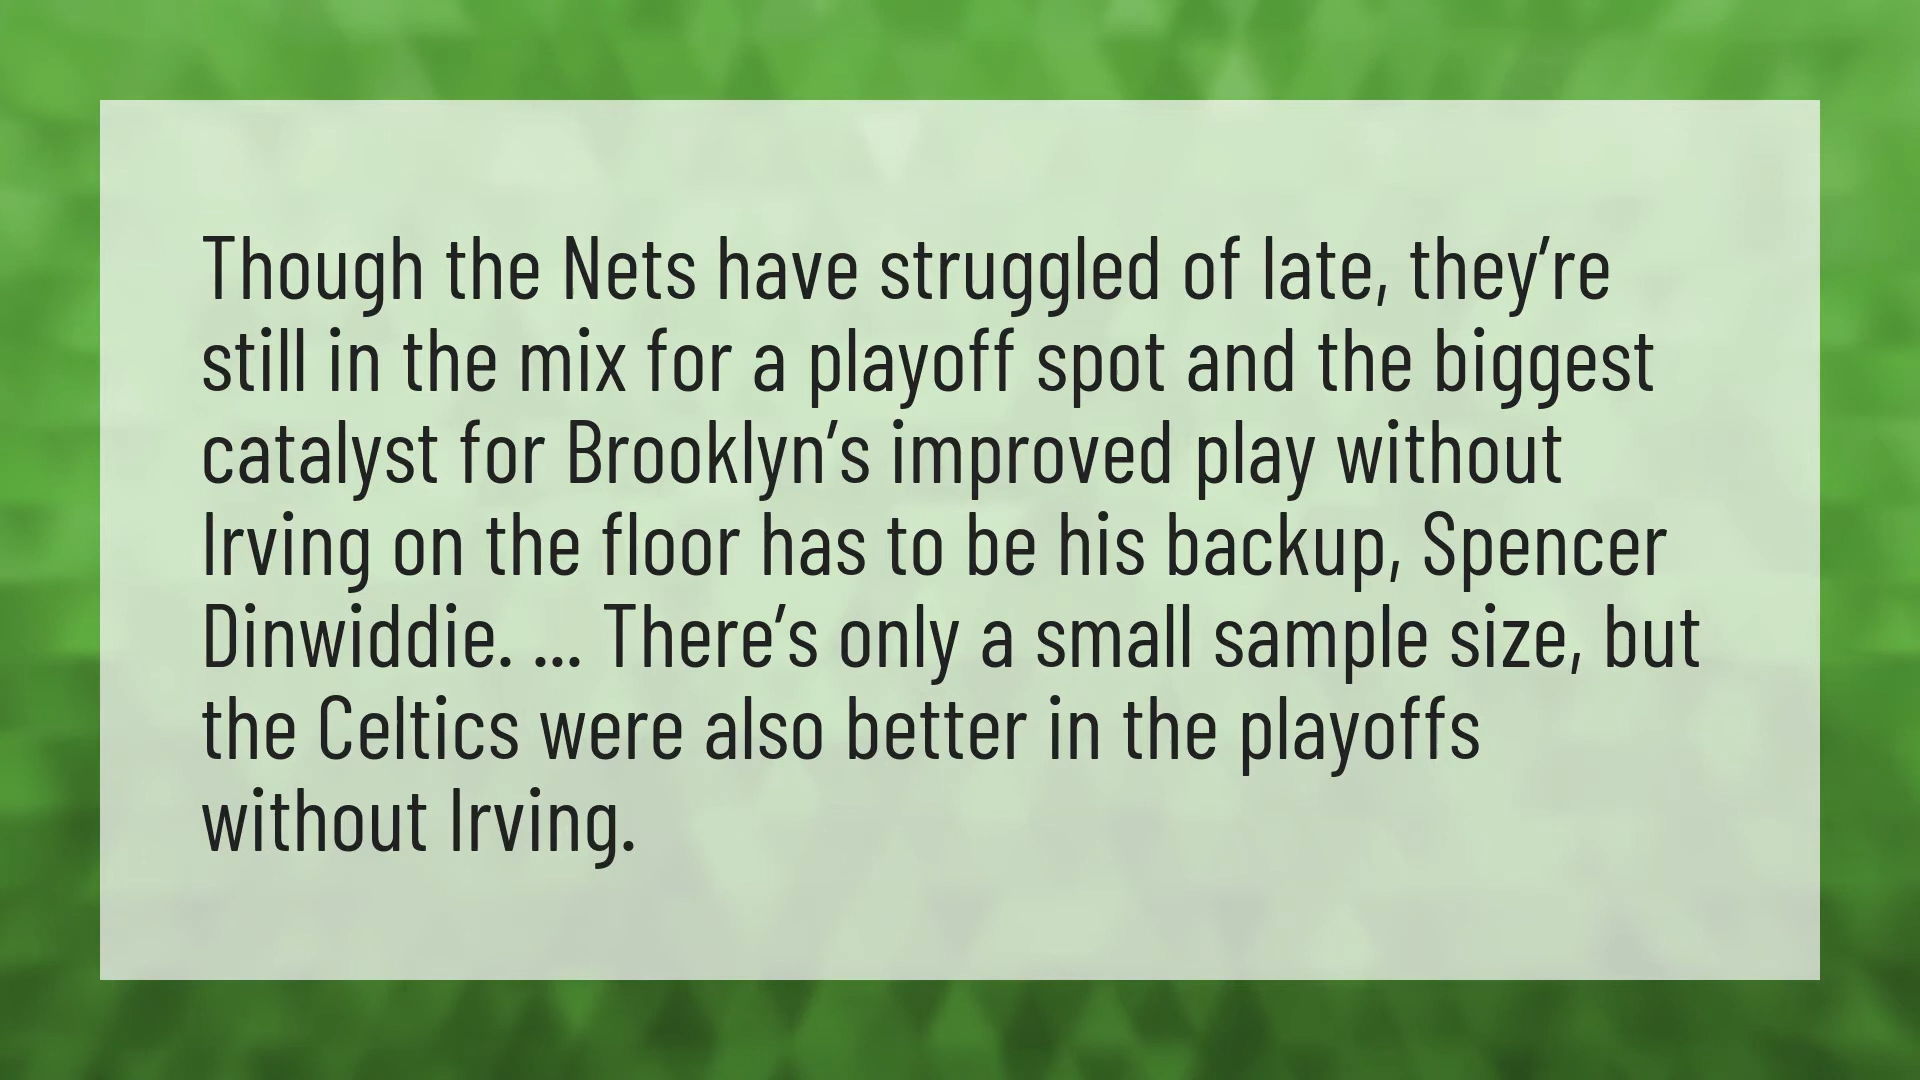 Though the Nets have struggled of late, they’re
still in the mix for a playoff spot and the biggest
catalyst for Brooklyn’s improved play without
Irving on the floor has to be his backup, Spencer
Dinwiddie. ... There’s only a small sample size, but
the Celtics were also better in the playoffs
without Irving.